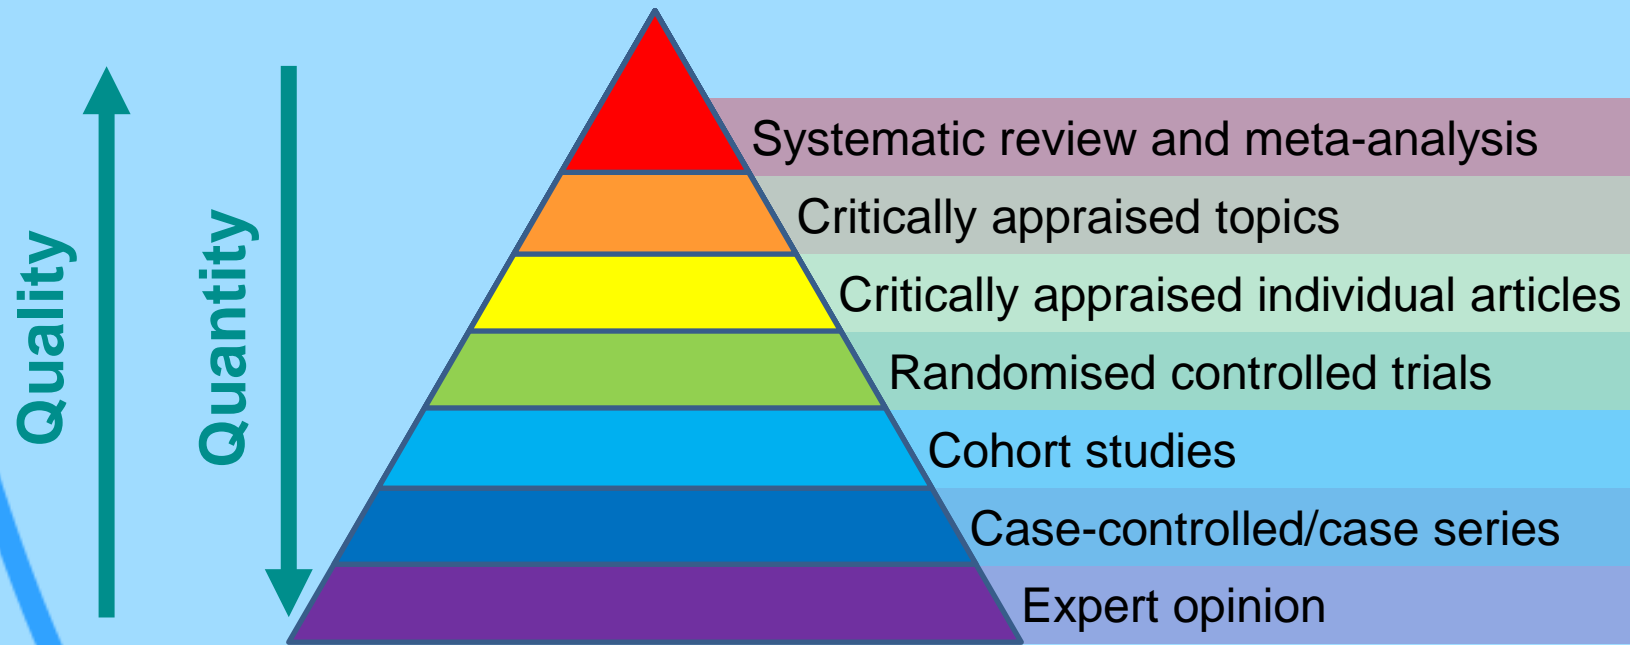 Quality
Quantity
Systematic review and meta-analysis
Critically appraised topics
Critically appraised individual articles
Randomised controlled trials
Cohort studies
Case-controlled/case series
Expert opinion